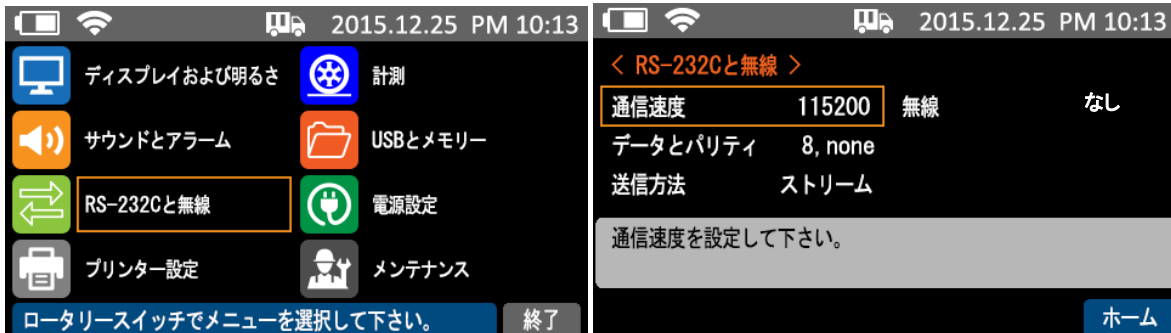 2015.12.25 PM 10:13
ディスプレイおよび明るさ
計測
サウンドとアラーム
USBとメモリー
RS-232Cと無線
電源設定
プリンター設定
メンテナンス
ロータリースイッチでメニューを選択して下さい。
終了
2015.12.25 PM 10:13
< RS-232Cと無線 >
通信速度 115200 無線 なし
データとパリティ 8, none
送信方法 ストリーム
通信速度を設定して下さい。
ホーム